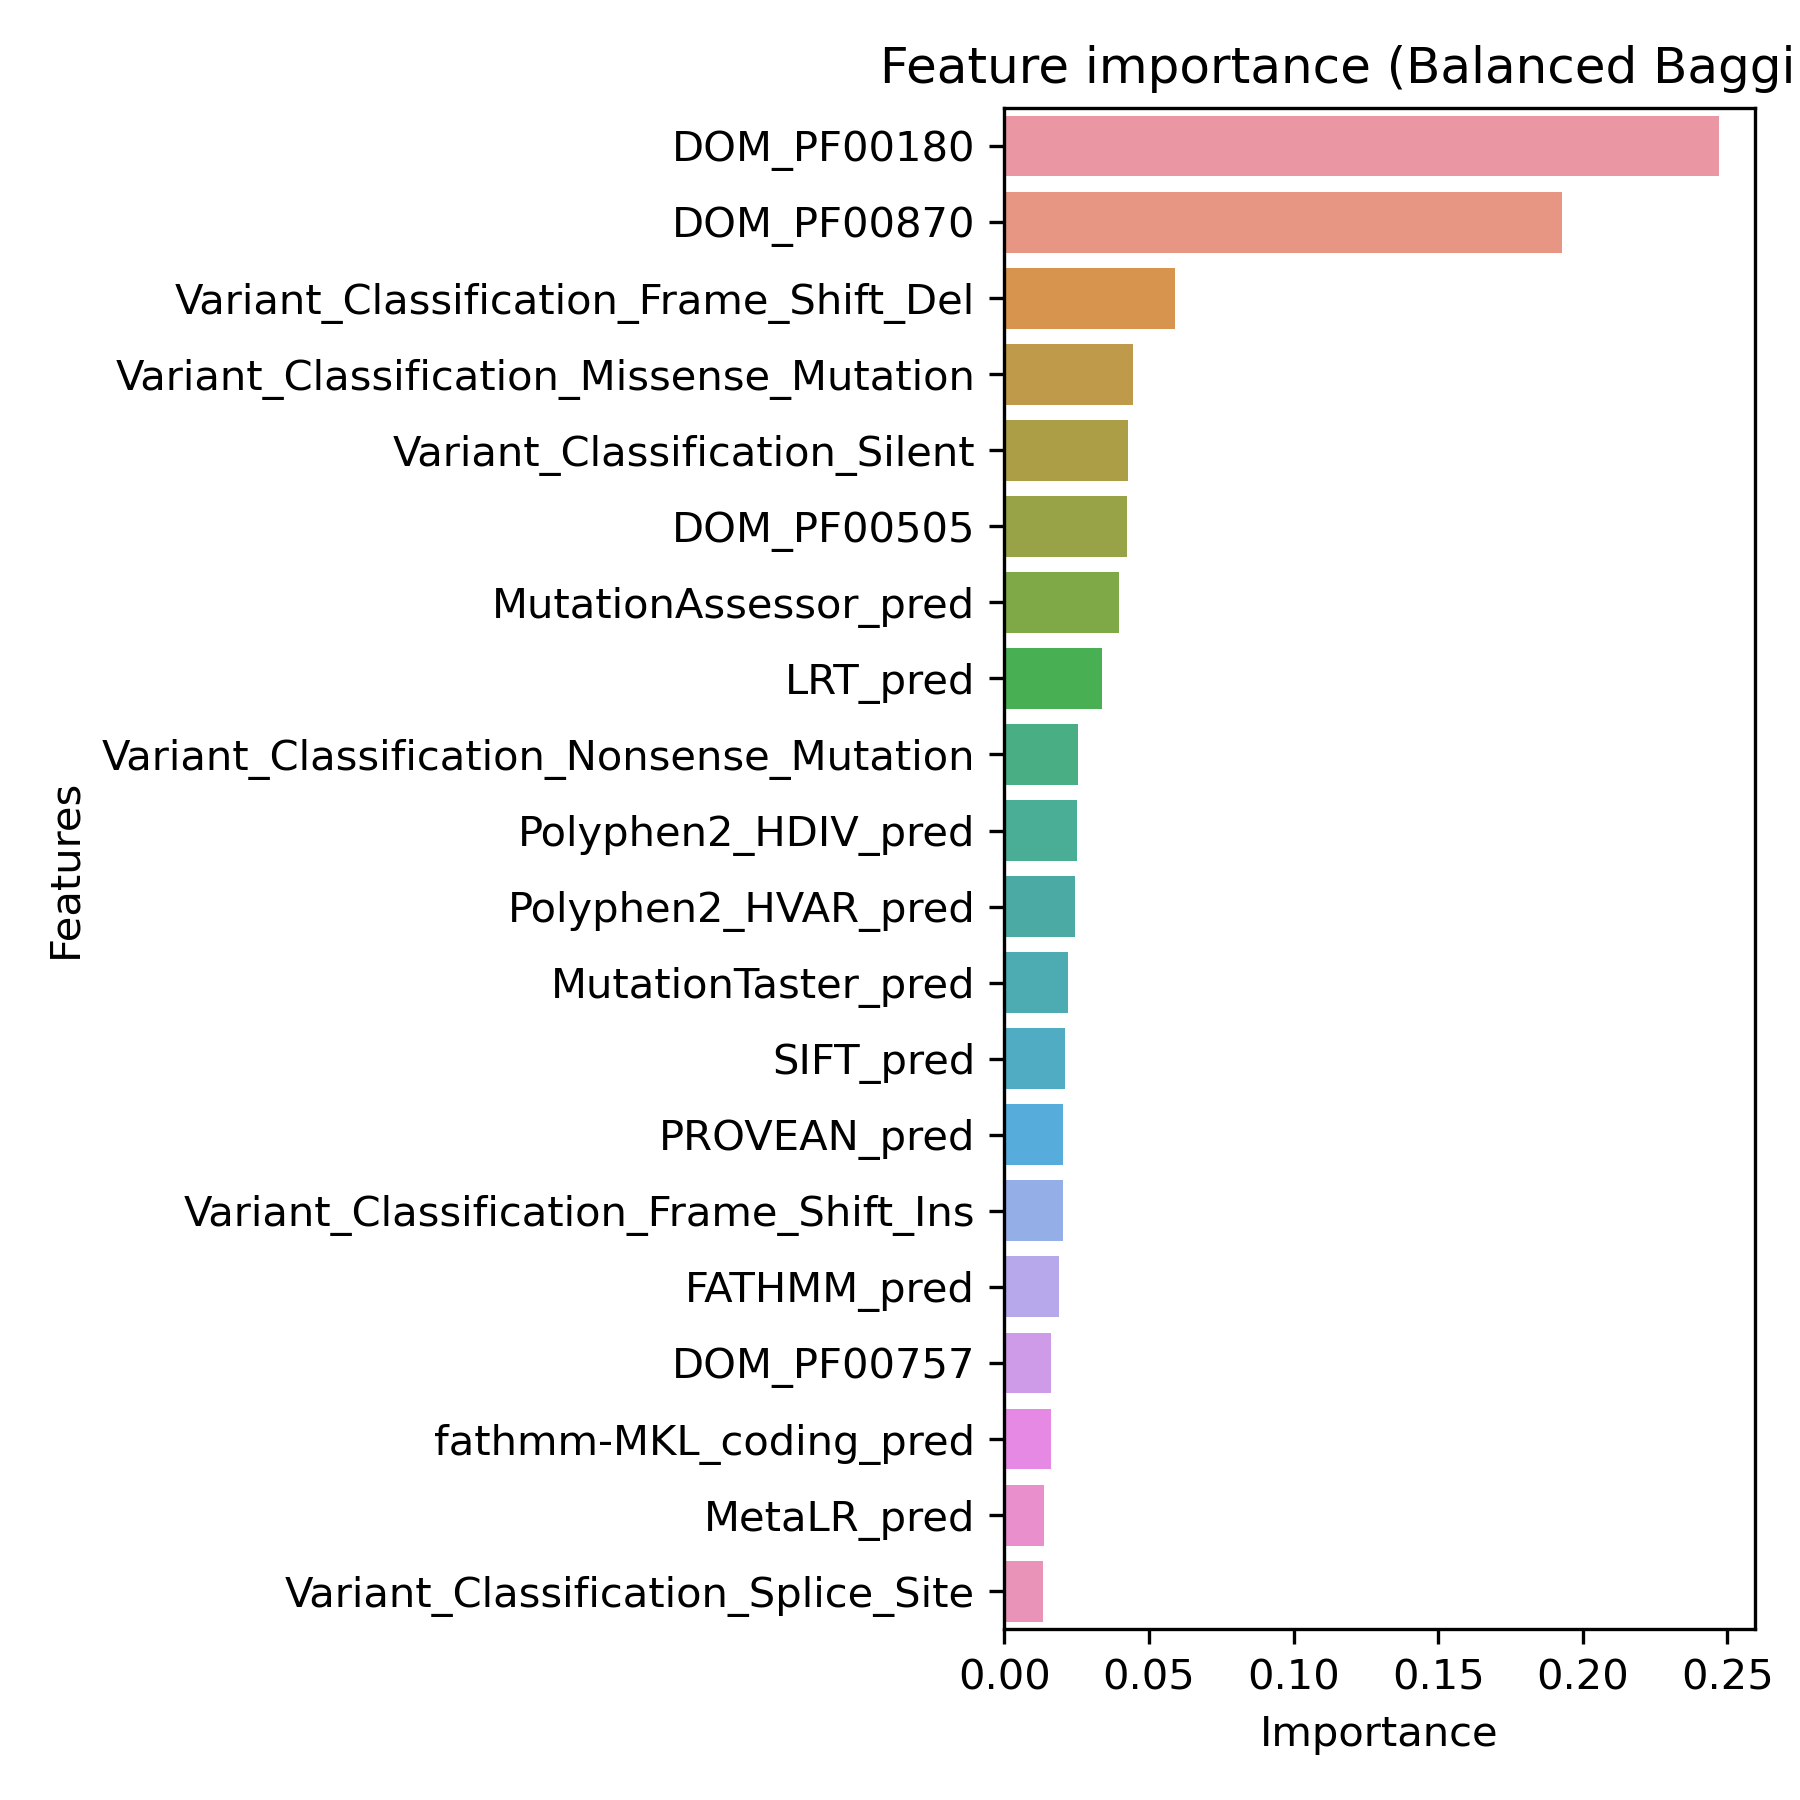 Feature importance (Balanced Baggi
DOM_PF00180
DOM_PF00870
Variant_Classification_Frame_Shift_Del
Variant_Classification_Missense_Mutation
Variant_Classification_Silent
DOM_PF00505
MutationAssessor_pred
LRT_pred
Variant_Classification_Nonsense_Mutation
Polyphen2_HDIV_pred
Polyphen2_HVAR_pred
MutationTaster_pred
SIFT_pred
PROVEAN_pred
Variant_Classification_Frame_Shift_Ins
FATHMM_pred
DOM_PF00757
fathmm-MKL_coding_pred
MetaLR_pred
Variant_Classification_Splice_Site
Features
0.00 0.05 0.10 0.15 0.20 0.25
Importance